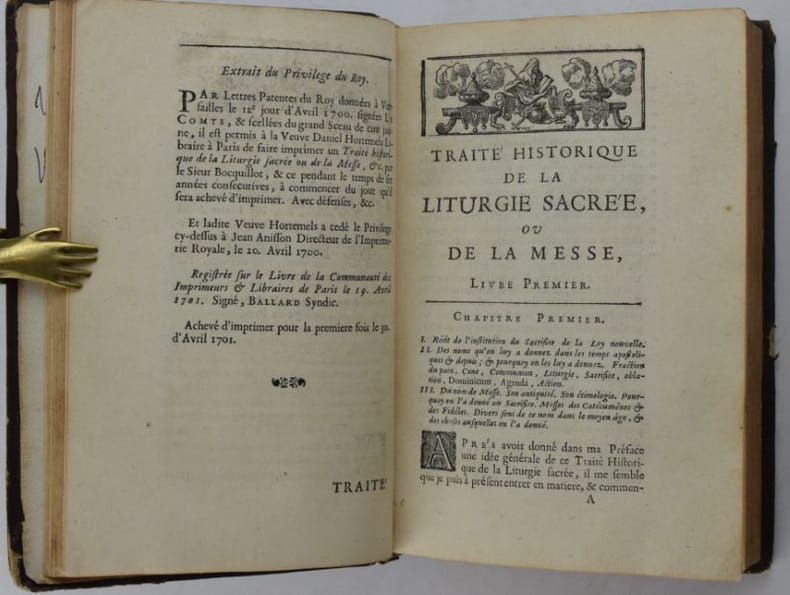 Extrait du Privilege du Roy.
PAR Lettres Patentes du Roy données à Ver-
sailles le 12e jour d'Avril 1700. signées LE
COMTE, & scellées du grand Sceau de cire jau-
ne, il est permis à la Veuve Daniel Hortemels Li-
braire à Paris de faire imprimer un Traité histori-
que de la Liturgie sacrée ou de la Messe, &c. par
le Sieur Bocquillot, & ce pendant le temps de six
années consecutives, à commencer du jour qu'il
sera achevé d'imprimer. Avec défenses, &c.
Et ladite Veuve Hortemels a cedé le Privilege
cy-dessus à Jean Anisson Directeur de l'Imprime-
rie Royale, le 20. Avril 1700.
Registrée sur le Livre de la Communauté des
Imprimeurs & Libraires de Paris le 19. Avril
1701. Signé, BALLARD Syndic.
Achevé d'imprimer pour la premiere fois le 30.
d'Avril 1701.
TRAITE'
TRAITE' HISTORIQUE
DE LA
LITURGIE SACRE'E,
OU
DE LA MESSE,
LIVRE PREMIER.
CHAPITRE PREMIER.
I. Récit de l'institution du Sacrifice de la Loy nouvelle.
II. Des noms qu'on luy a donnez dans les temps apostoli-
ques & depuis ; & pourquoy on les luy a donnez. Fraction
du pain, Cene, Communion, Liturgie, Sacrifice, obla-
tion, Dominicum, Agenda, Action.
III. Du nom de Messe. Son antiquité. Son étimologie. Pour-
quoy on l'a donné au Sacrifice. Messes des Catécumênes &
des Fidéles. Divers sens de ce nom dans le moyen âge, &
des choses ausquelles on l'a donné.
APRE'S avoir donné dans ma Préface
une idée générale de ce Traité Histori-
que de la Liturgie sacrée, il me semble
que je puis à présent entrer en matiere, & commen-
A